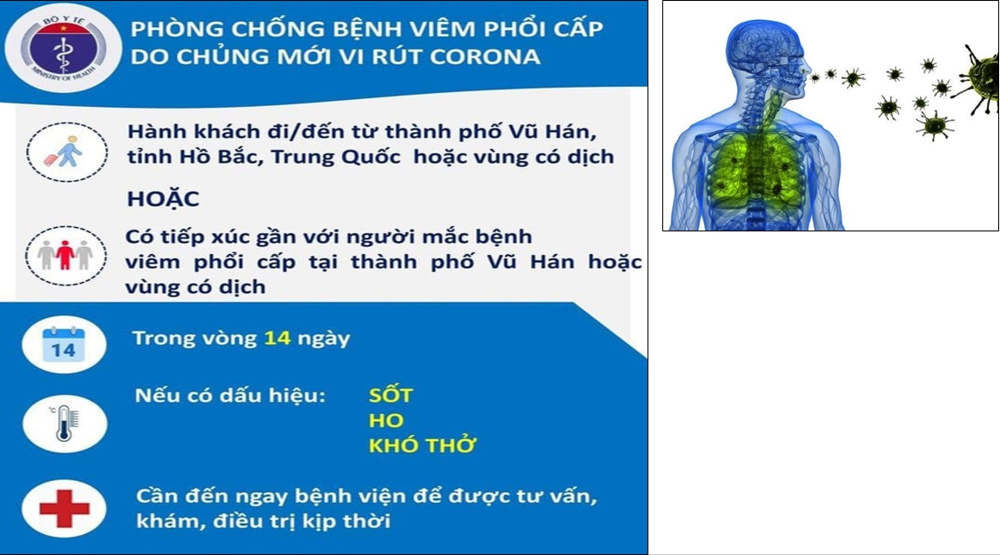 BỘ Y TẾ
MINISTRY OF HEALTH
PHÒNG CHỐNG BỆNH VIÊM PHỔI CẤP
DO CHỦNG MỚI VI RÚT CORONA
Hành khách đi/đến từ thành phố Vũ Hán,
tỉnh Hồ Bắc, Trung Quốc hoặc vùng có dịch
HOẶC
Có tiếp xúc gần với người mắc bệnh
viêm phổi cấp tại thành phố Vũ Hán hoặc
vùng có dịch
14
Trong vòng 14 ngày
°C
Nếu có dấu hiệu: SỐT
HO
KHÓ THỞ
Cần đến ngay bệnh viện để được tư vấn,
khám, điều trị kịp thời